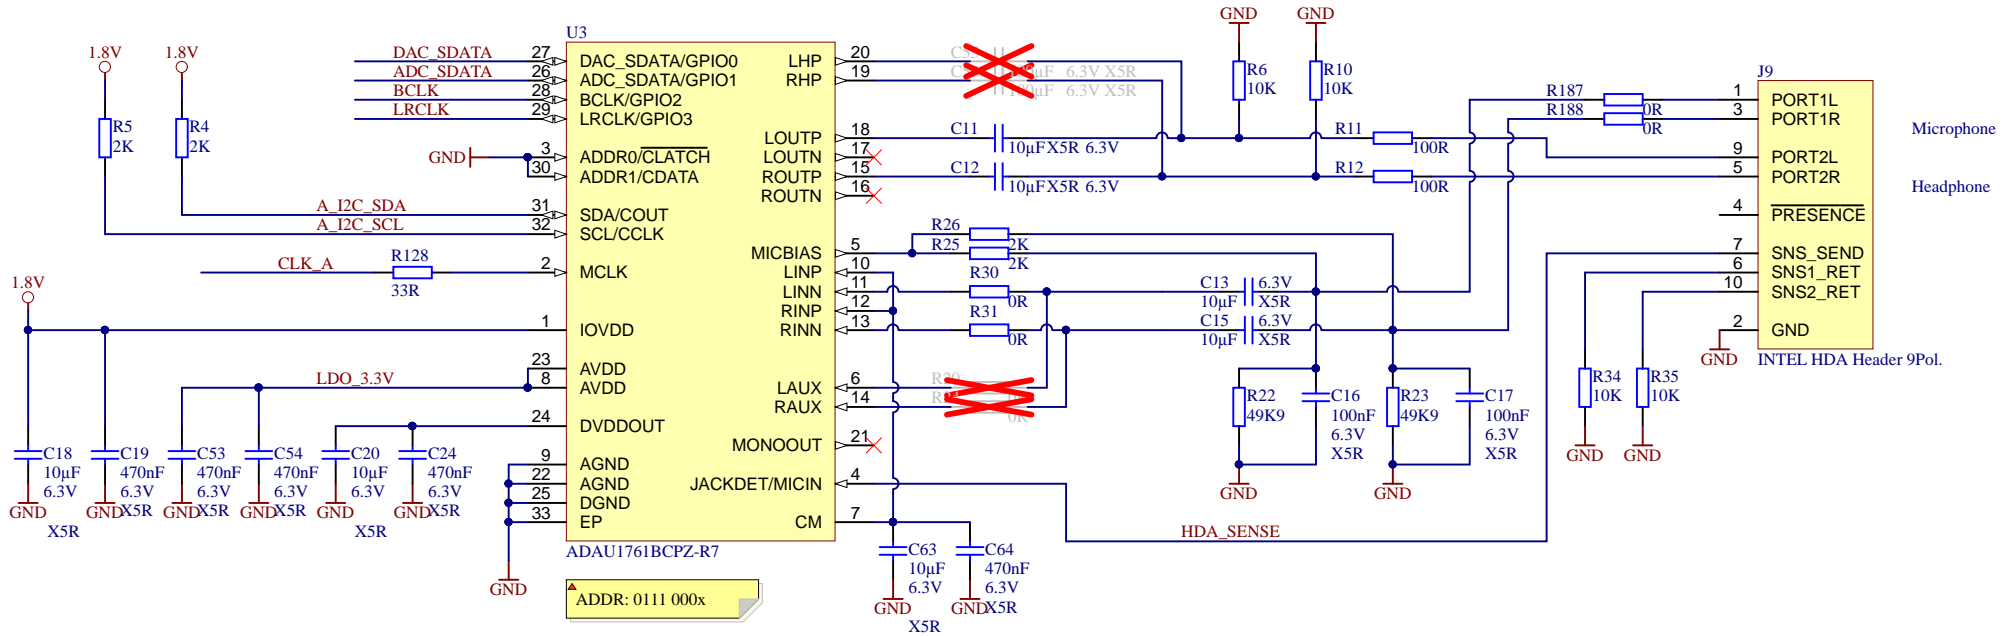 GND
GND
U3
1.8V
1.8V
DAC_SDATA
27
DAC_SDATA/GPIO0
LHP
20
6.3V X5R
R6
10K
R10
10K
J9
ADC_SDATA
26
ADC_SDATA/GPIO1
RHP
19
100µF 6.3V X5R
BCLK
28
BCLK/GPIO2
R187
0R
1
PORT1L
LRCLK
29
LRCLK/GPIO3
R188
0R
3
PORT1R
R5
2K
R4
2K
LOUTP
18
C11
10µF X5R 6.3V
R11
100R
Microphone
GND
3
ADDR0/CLATCH
LOUTN
17
9
PORT2L
30
ADDR1/CDATA
ROUTP
15
C12
10µF X5R 6.3V
R12
100R
5
PORT2R
Headphone
ROUTN
16
A_I2C_SDA
31
SDA/COUT
4
PRESENCE
A_I2C_SCL
32
SCL/CCLK
R26
2K
MICBIAS
5
R25
2K
7
SNS_SEND
CLK_A
R128
33R
2
MCLK
LINP
10
6
SNS1_RET
1.8V
LINN
11
R30
0R
C13
10µF
6.3V
X5R
10
SNS2_RET
RINP
12
1
IOVDD
RINN
13
R31
0R
C15
10µF
6.3V
X5R
2
GND
GND
INTEL HDA Header 9Pol.
23
AVDD
LDO_3.3V
8
AVDD
LAUX
6
R22
49K9
C16
100nF
6.3V
X5R
R23
49K9
C17
100nF
6.3V
X5R
R34
10K
R35
10K
RAUX
14
0R
24
DVDDOUT
MONOOUT
21
GND
GND
C18
10µF
6.3V
X5R
C19
470nF
6.3V
X5R
C53
470nF
6.3V
X5R
C54
470nF
6.3V
X5R
C20
10µF
6.3V
X5R
C24
470nF
6.3V
X5R
9
AGND
22
AGND
JACKDET/MICIN
4
25
DGND
33
EP
CM
7
GND
GND
GND
GND
GND
GND
GND
GND
HDA_SENSE
ADAU1761BCPZ-R7
C63
10µF
6.3V
X5R
C64
470nF
6.3V
X5R
GND
ADDR: 0111 000x
GND
GND